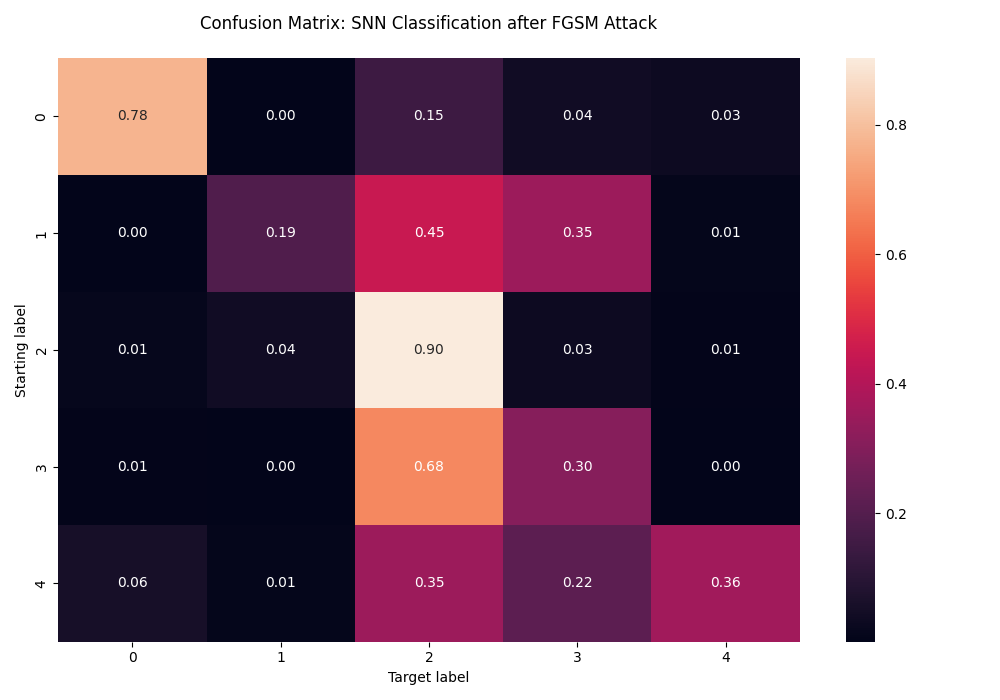 Confusion Matrix: SNN Classification after FGSM Attack
0.78 0.00 0.15 0.04 0.03
0.00 0.19 0.45 0.35 0.01
0.01 0.04 0.90 0.03 0.01
0.01 0.00 0.68 0.30 0.00
0.06 0.01 0.35 0.22 0.36
0
1
2
3
4
Starting label
0 1 2 3 4
Target label
0.8
0.6
0.4
0.2